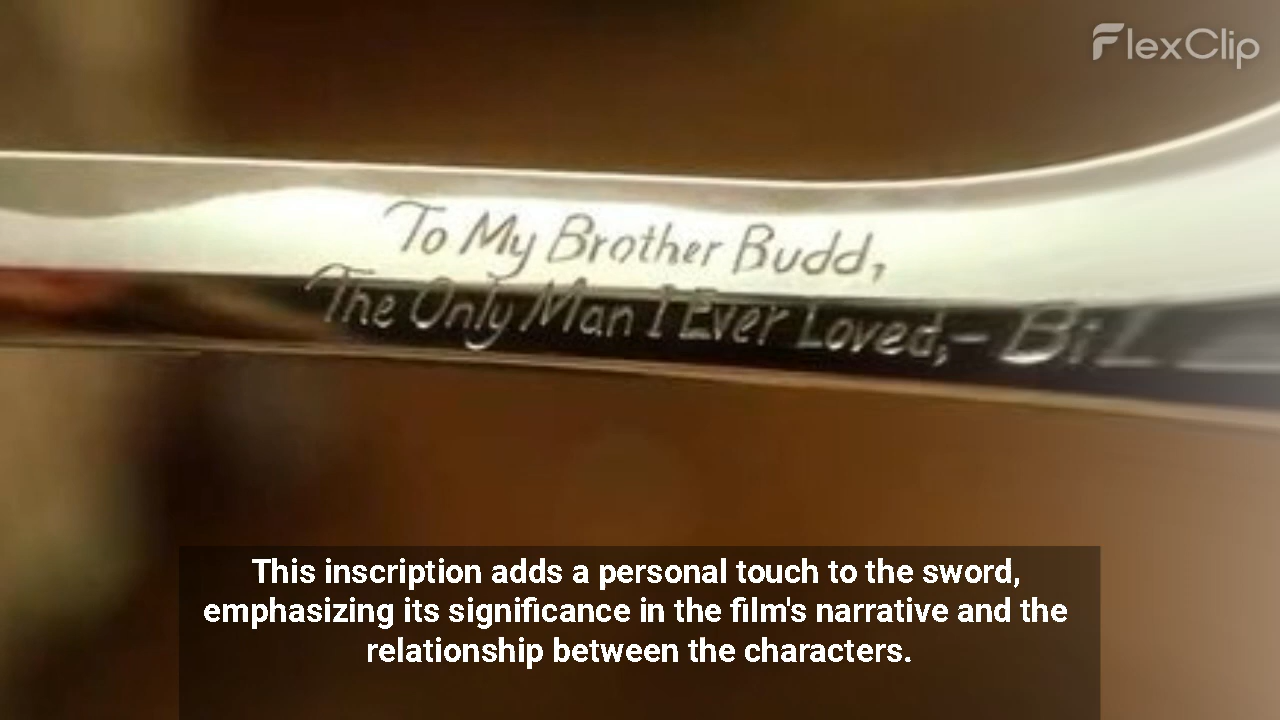 FlexClip
To My Brother Budd,
The Only Man I Ever Loved,- BiL
This inscription adds a personal touch to the sword,
emphasizing its significance in the film's narrative and the
relationship between the characters.